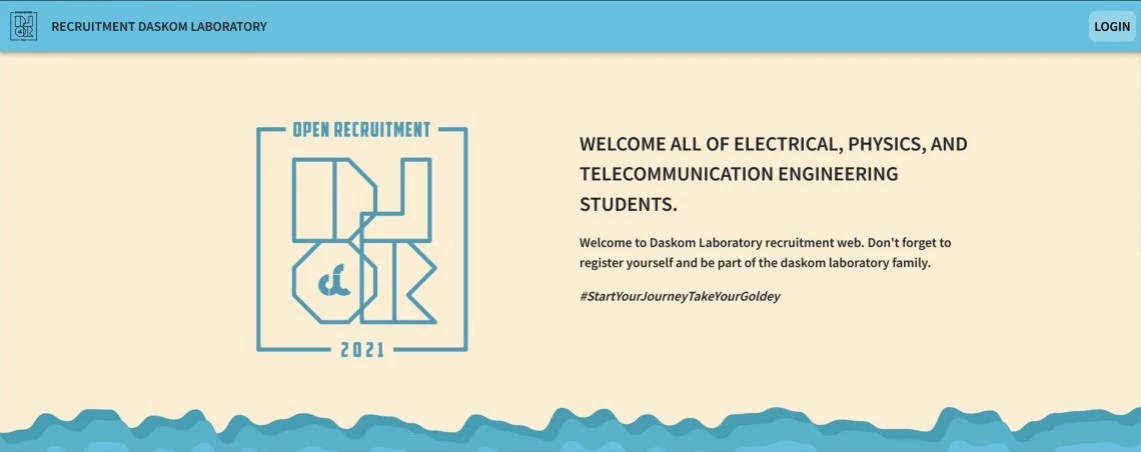 RECRUITMENT DASKOM LABORATORY
LOGIN
OPEN RECRUITMENT
2021
WELCOME ALL OF ELECTRICAL, PHYSICS, AND
TELECOMMUNICATION ENGINEERING
STUDENTS.
Welcome to Daskom Laboratory recruitment web. Don't forget to
register yourself and be part of the daskom laboratory family.
#StartYourJourneyTakeYourGoldey